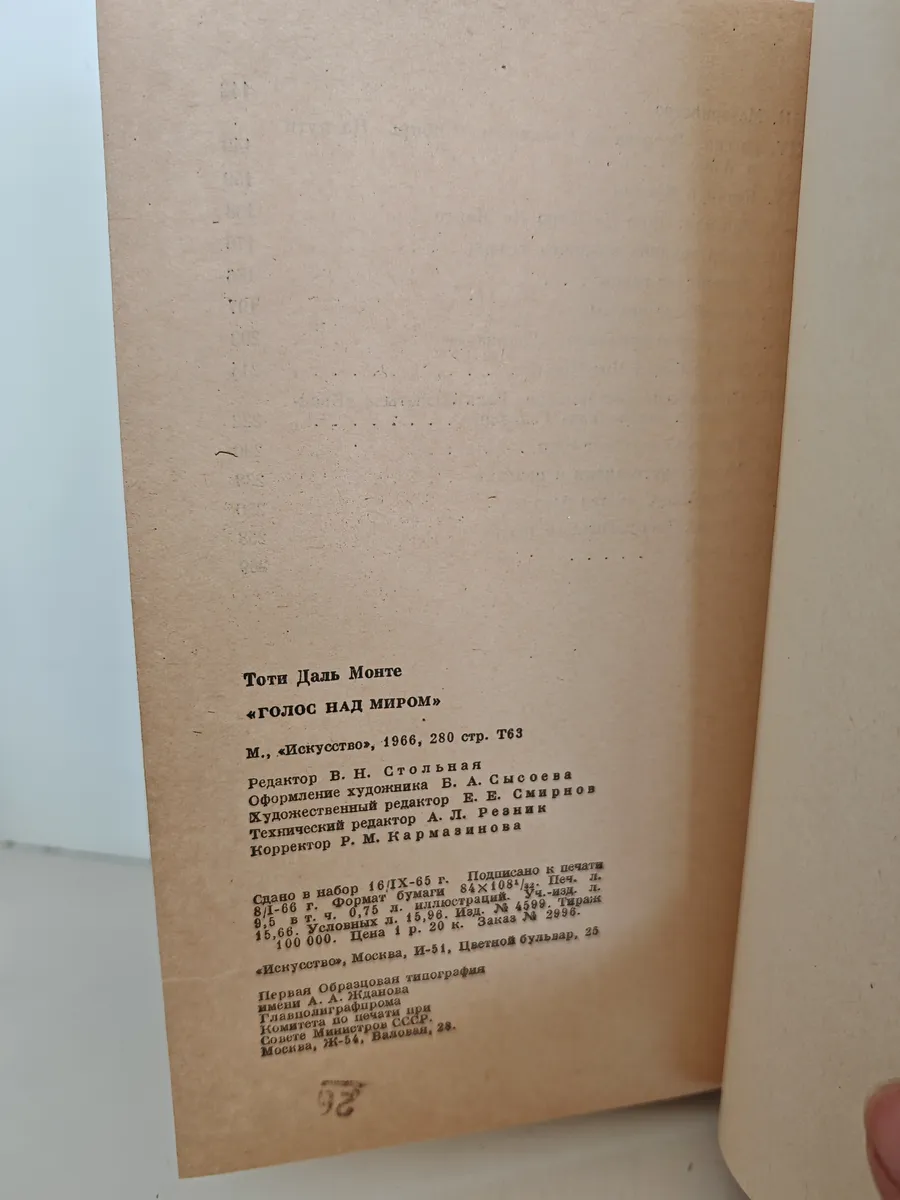 Тоти Даль Монте
«ГОЛОС НАД МИРОМ»
М., «Искусство», 1966, 280 стр. Т63
Редактор В. Н. Стольная
Оформление художника Б. А. Сысоева
Художественный редактор Е. Е. Смирнов
Технический редактор А. Л. Резник
Корректор Р. М. Кармазинова
Сдано в набор 16/IX-65 г. Подписано к печати
8/I-66 г. Формат бумаги 84×108¹/₃₂. Печ. л.
9,5 в т. ч. 0,75 л. иллюстраций. Уч.-изд. л.
15,66. Условных л. 15,96. Изд. № 4599. Тираж
100 000. Цена 1 р. 20 к. Заказ № 2996.
«Искусство», Москва, И-51, Цветной бульвар, 25
Первая Образцовая типография
имени А. А. Жданова
Главполиграфпрома
Комитета по печати при
Совете Министров СССР.
Москва, Ж-54, Валовая, 28.
26